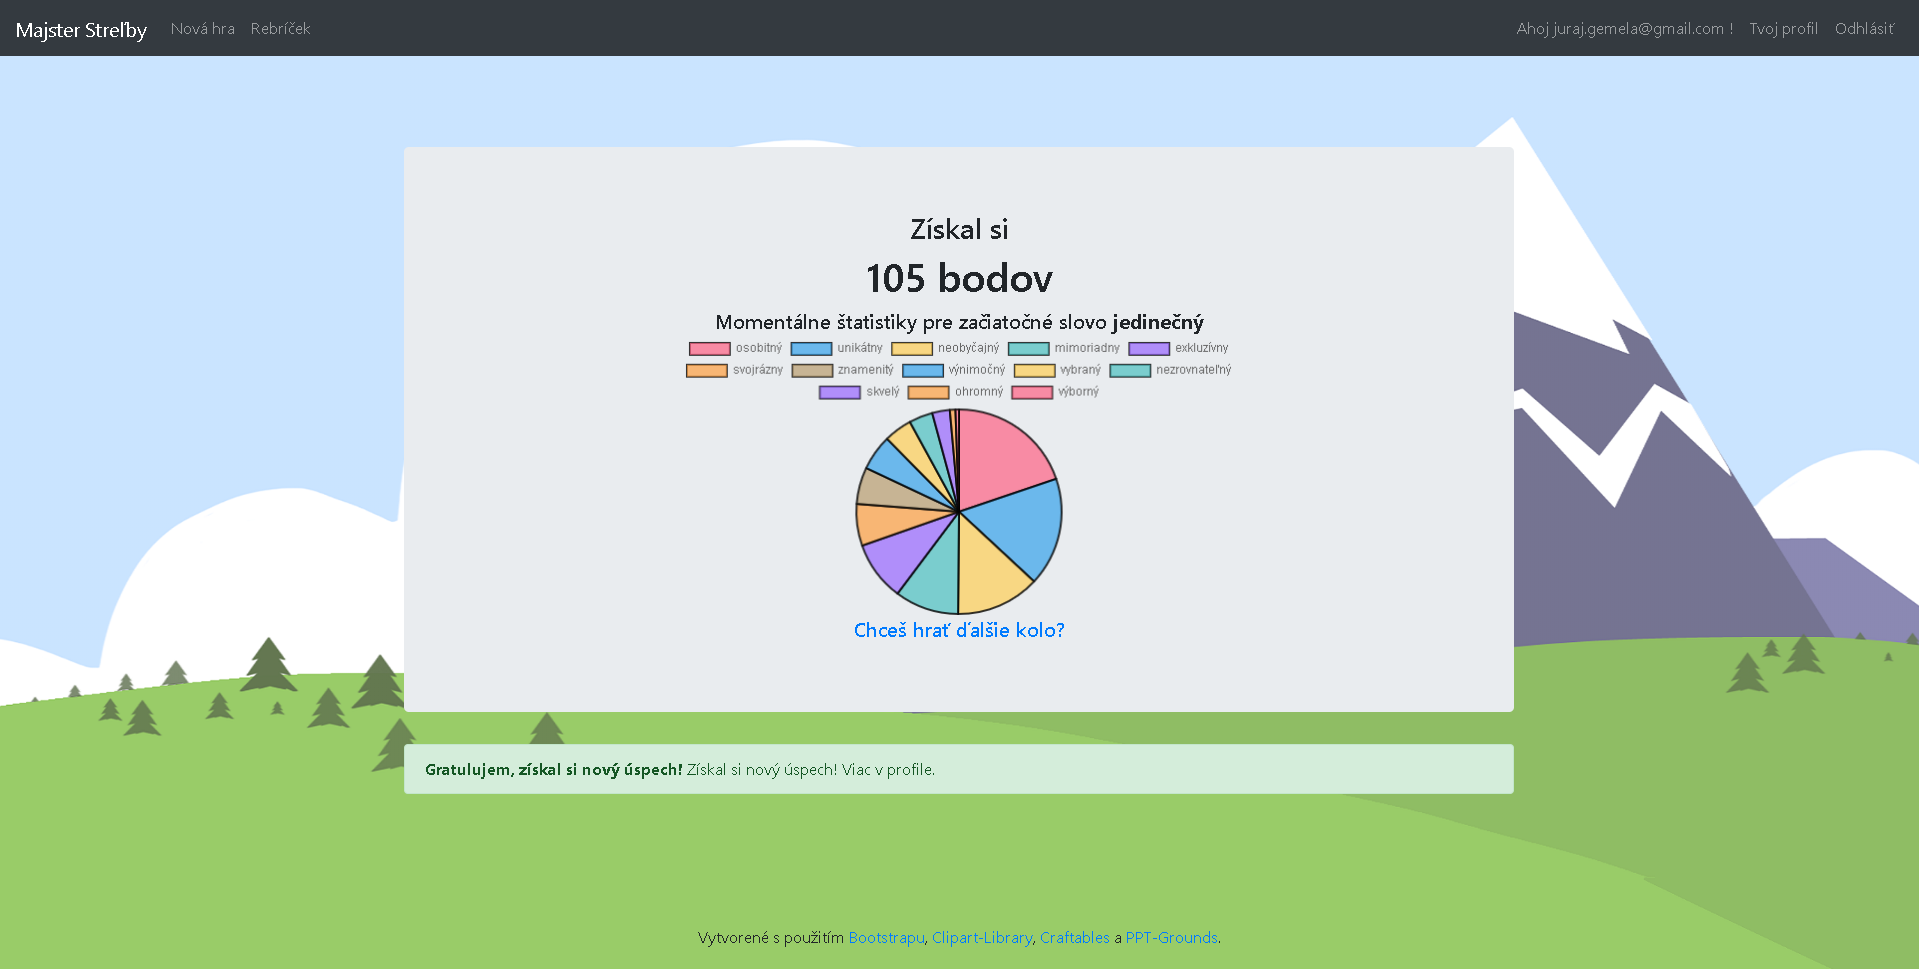 Majster Streľby Nová hra Rebríček Ahoj juraj.gemela@gmail.com ! Tvoj profil Odhlásiť
Získal si
105 bodov
Momentálne štatistiky pre začiatočné slovo jedinečný
osobitný unikátny neobyčajný mimoriadny exkluzívny
svojrázny znamenitý výnimočný vybraný nezrovnateľný
skvelý ohromný výborný
Chceš hrať ďalšie kolo?
Gratulujem, získal si nový úspech! Získal si nový úspech! Viac v profile.
Vytvorené s použitím Bootstrapu, Clipart-Library, Craftables a PPT-Grounds.